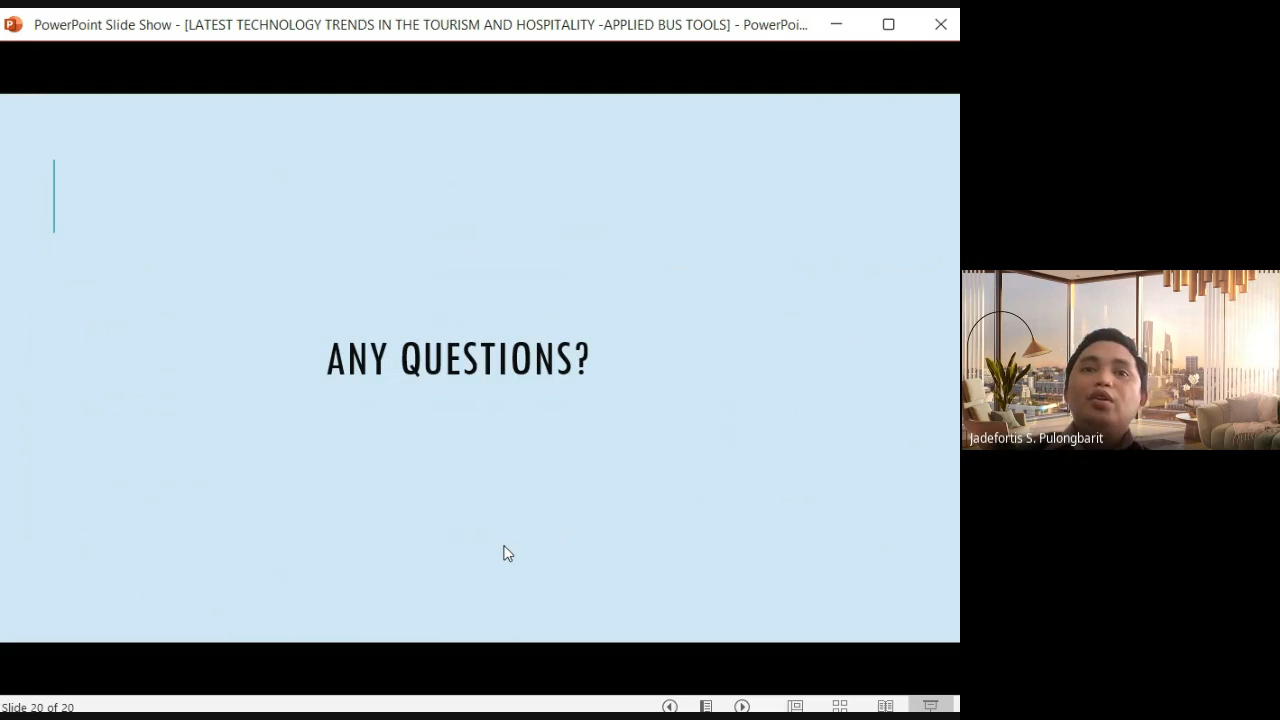 PowerPoint Slide Show - [LATEST TECHNOLOGY TRENDS IN THE TOURISM AND HOSPITALITY -APPLIED BUS TOOLS] - PowerPoi...
ANY QUESTIONS?
Jadefortis S. Pulongbarit
Slide 20 of 20